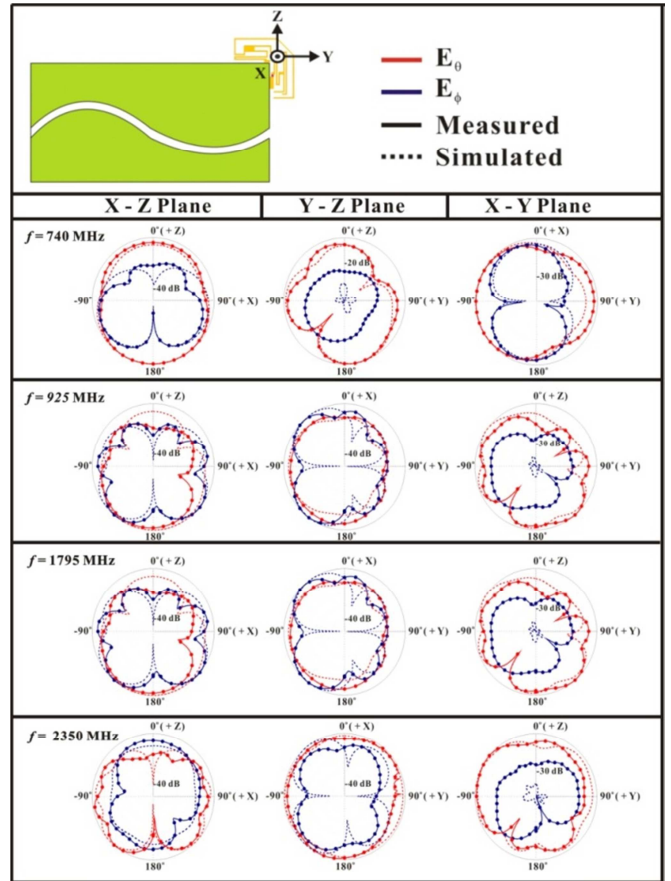 Z
Y
X
E_θ
E_ϕ
Measured
Simulated
X - Z Plane
Y - Z Plane
X - Y Plane
f = 740 MHz
0°(+Z)
-40 dB
-90°
90°(+X)
180°
0°(+Z)
-20 dB
-90°
90°(+Y)
180°
0°(+X)
-30 dB
-90°
90°(+Y)
180°
f = 925 MHz
0°(+Z)
-40 dB
-90°
90°(+X)
180°
0°(+X)
-40 dB
-90°
90°(+Y)
180°
0°(+Z)
-30 dB
-90°
90°(+Y)
180°
f = 1795 MHz
0°(+Z)
-40 dB
-90°
90°(+X)
180°
0°(+X)
-40 dB
-90°
90°(+Y)
180°
0°(+Z)
-30 dB
-90°
90°(+Y)
180°
f = 2350 MHz
0°(+Z)
-40 dB
-90°
90°(+X)
180°
0°(+X)
-40 dB
-90°
90°(+Y)
180°
0°(+Z)
-30 dB
-90°
90°(+Y)
180°